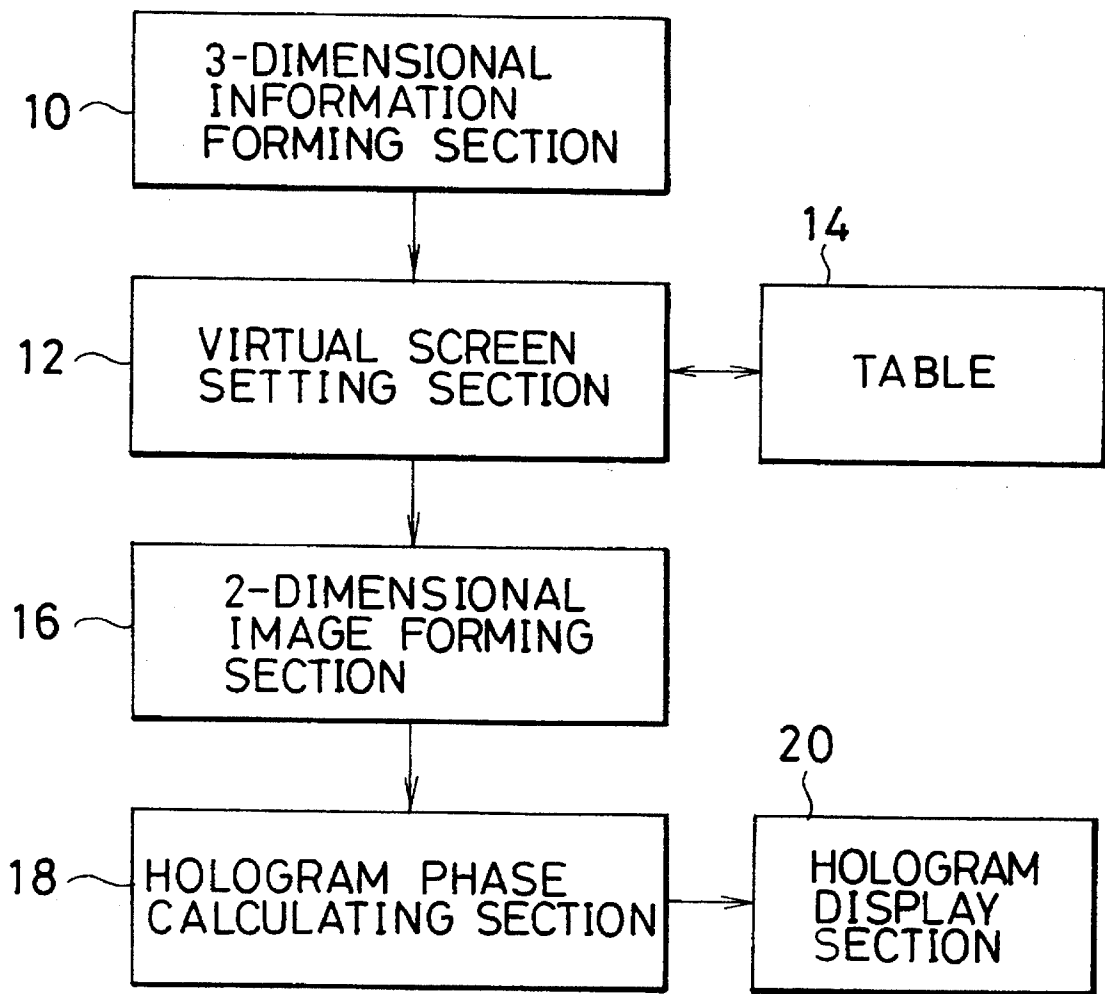 3-DIMENSIONAL
INFORMATION
FORMING SECTION
10
14
VIRTUAL SCREEN
SETTING SECTION
12
TABLE
2-DIMENSIONAL
IMAGE FORMING
SECTION
16
20
HOLOGRAM PHASE
CALCULATING SECTION
18
HOLOGRAM
DISPLAY
SECTION